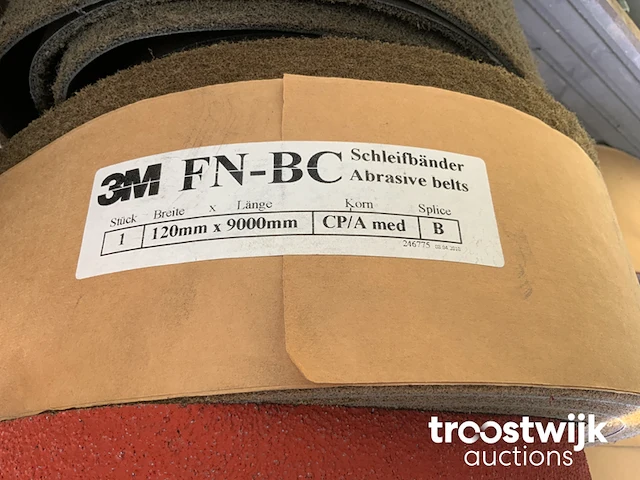 3M FN-BC Schleifbänder
Abrasive belts
Stück Breite x Länge Korn Splice
1 120mm x 9000mm CP/A med B
246775
troostwijk
auctions